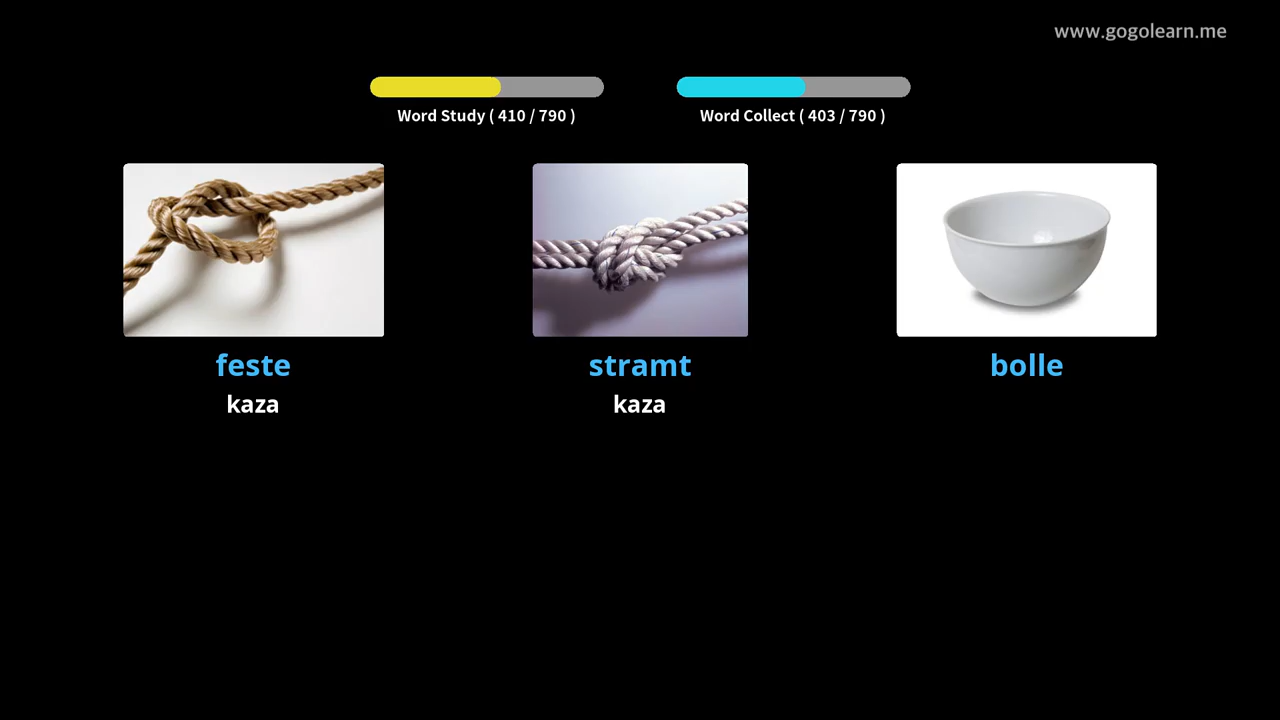 www.gogolearn.me
Word Study ( 410 / 790 )
Word Collect ( 403 / 790 )
feste
stramt
bolle
kaza
kaza